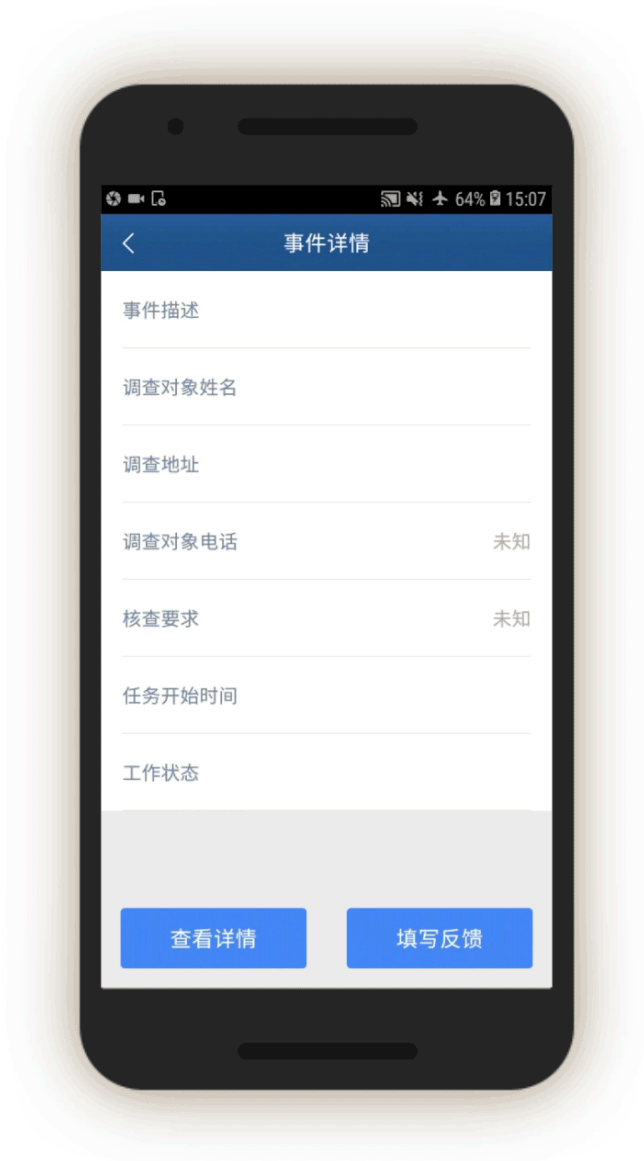 64% 15:07
事件详情
事件描述
调查对象姓名
调查地址
调查对象电话 未知
核查要求 未知
任务开始时间
工作状态
查看详情 填写反馈